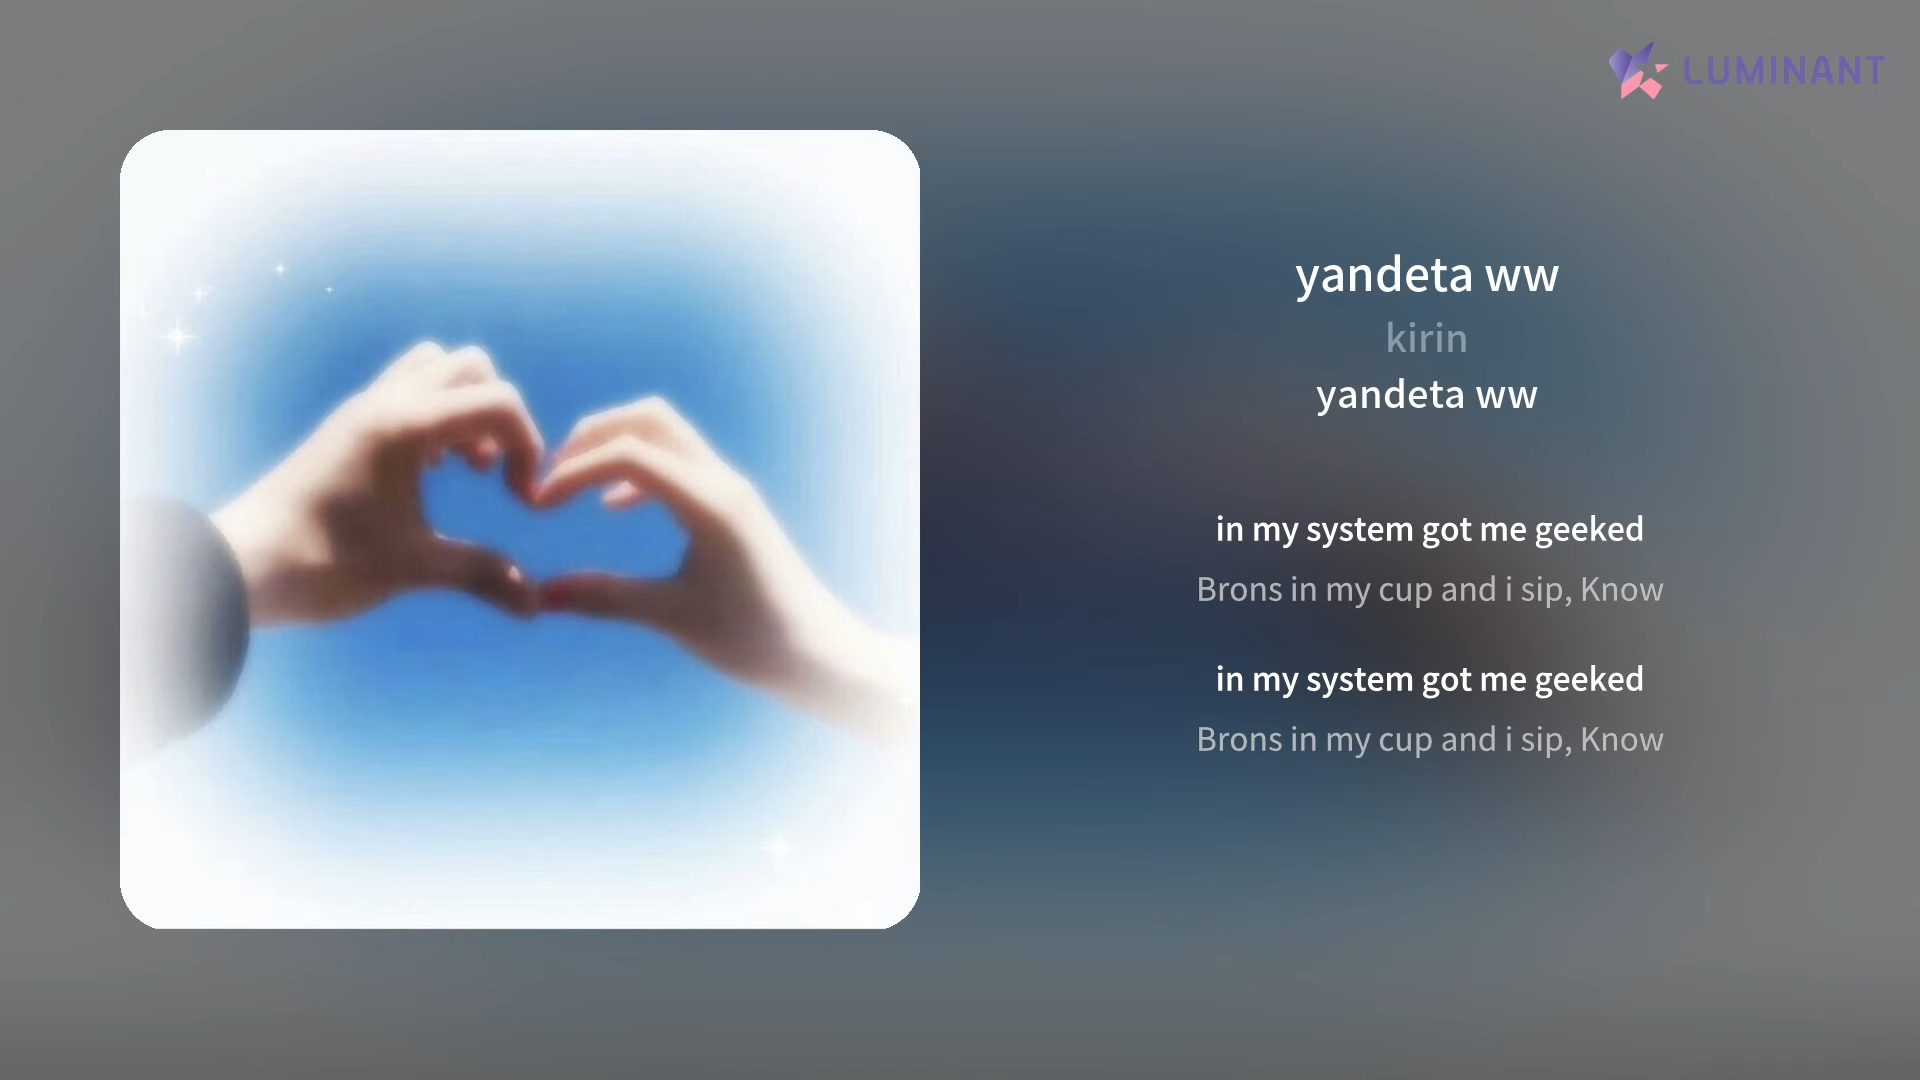 LUMINANT
yandeta ww
kirin
yandeta ww
in my system got me geeked
Brons in my cup and i sip, Know
in my system got me geeked
Brons in my cup and i sip, Know